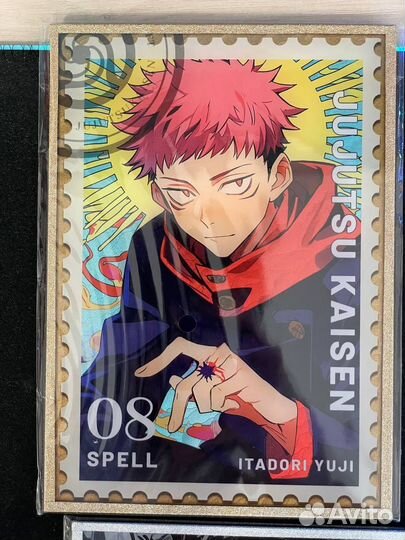 JUJUTSU KAISEN
08
SPELL
ITADORI YUJI
Avito